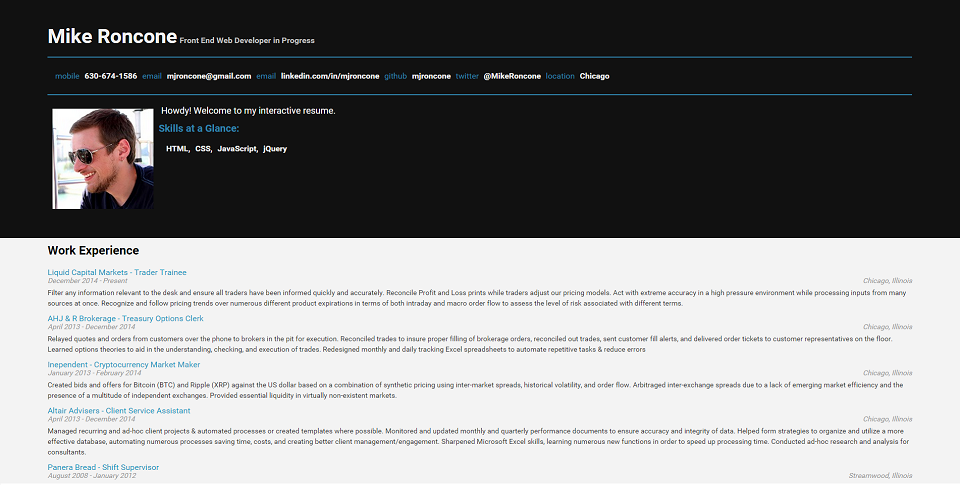 Mike Roncone Front End Web Developer in Progress
mobile 630-674-1586 email mjroncone@gmail.com email linkedin.com/in/mjroncone github mjroncone twitter @MikeRoncone location Chicago
Howdy! Welcome to my interactive resume.
Skills at a Glance:
HTML, CSS, JavaScript, jQuery
Work Experience
Liquid Capital Markets - Trader Trainee
December 2014 - Present Chicago, Illinois
Filter any information relevant to the desk and ensure all traders have been informed quickly and accurately. Reconcile Profit and Loss prints while traders adjust our pricing models. Act with extreme accuracy in a high pressure environment while processing inputs from many
sources at once. Recognize and follow pricing trends over numerous different product expirations in terms of both intraday and macro order flow to assess the level of risk associated with different terms.
AHJ & R Brokerage - Treasury Options Clerk
April 2013 - December 2014 Chicago, Illinois
Relayed quotes and orders from customers over the phone to brokers in the pit for execution. Reconciled trades to insure proper filling of brokerage orders, reconciled out trades, sent customer fill alerts, and delivered order tickets to customer representatives on the floor.
Learned options theories to aid in the understanding, checking, and execution of trades. Redesigned monthly and daily tracking Excel spreadsheets to automate repetitive tasks & reduce errors
Inependent - Cryptocurrency Market Maker
January 2013 - February 2014 Chicago, Illinois
Created bids and offers for Bitcoin (BTC) and Ripple (XRP) against the US dollar based on a combination of synthetic pricing using inter-market spreads, historical volatility, and order flow. Arbitraged inter-exchange spreads due to a lack of emerging market efficiency and the
presence of a multitude of independent exchanges. Provided essential liquidity in virtually non-existent markets.
Altair Advisers - Client Service Assistant
April 2013 - December 2014 Chicago, Illinois
Managed recurring and ad-hoc client projects & automated processes or created templates where possible. Monitored and updated monthly and quarterly performance documents to ensure accuracy and integrity of data. Helped form strategies to organize and utilize a more
effective database, automating numerous processes saving time, costs, and creating better client management/engagement. Sharpened Microsoft Excel skills, learning numerous new functions in order to speed up processing time. Conducted ad-hoc research and analysis for
consultants.
Panera Bread - Shift Supervisor
August 2008 - January 2012 Streamwood, Illinois